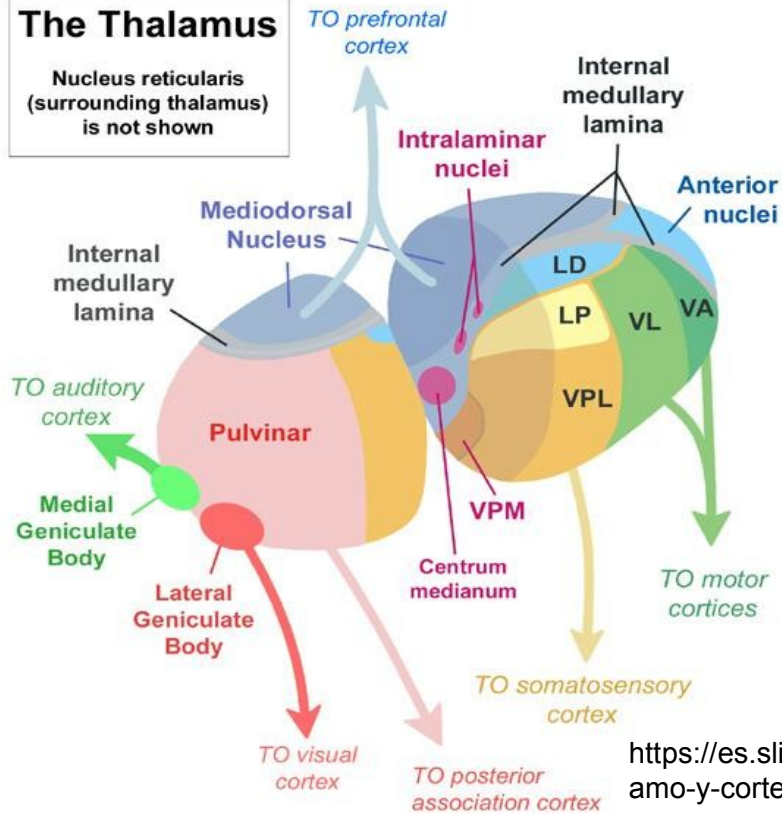 The Thalamus
Nucleus reticularis
(surrounding thalamus)
is not shown
TO prefrontal
cortex
Internal
medullary
lamina
Intralaminar
nuclei
Anterior
nuclei
Mediodorsal
Nucleus
Internal
medullary
lamina
LD
LP
VL
VA
TO auditory
cortex
Pulvinar
VPL
Medial
Geniculate
Body
VPM
Lateral
Geniculate
Body
Centrum
medianum
TO motor
cortices
TO somatosensory
cortex
TO visual
cortex
TO posterior
association cortex
https://es.sli
amo-y-corte